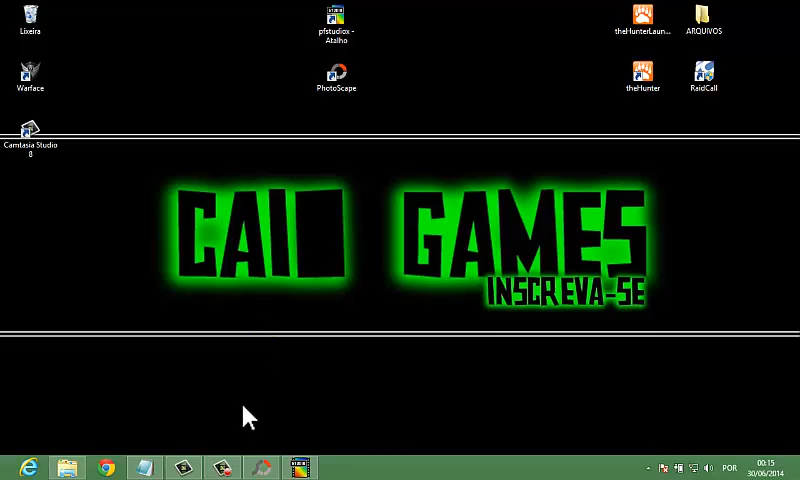 Lixeira
pfstudiox -
Atalho
theHunterLaun...
ARQUIVOS
Warface
PhotoScape
theHunter
RaidCall
Camtasia Studio
8
CAIO GAMES
INSCREVA-SE
STUDIO
POR
00:15
30/06/2014